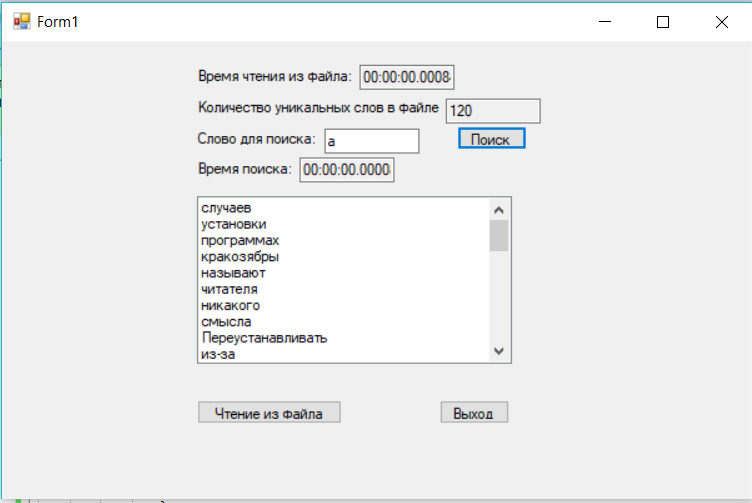 Form1
Время чтения из файла: 00:00:00.0008
Количество уникальных слов в файле 120
Слово для поиска: а Поиск
Время поиска: 00:00:00.0000
случаев
установки
программах
кракозябры
называют
читателя
никакого
смысла
Переустанавливать
из-за
Чтение из файла Выход